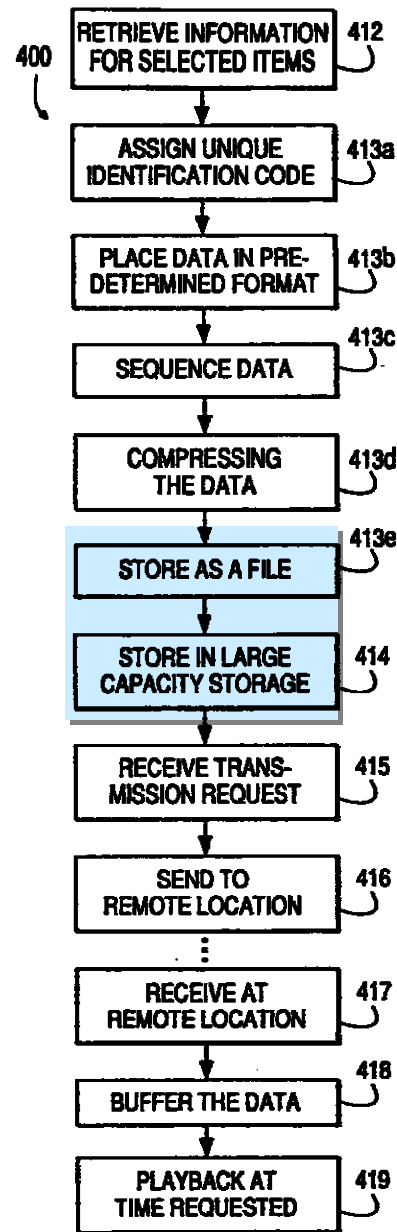 RETRIEVE INFORMATION
FOR SELECTED ITEMS
412
400
ASSIGN UNIQUE
IDENTIFICATION CODE
413a
PLACE DATA IN PRE-
DETERMINED FORMAT
413b
SEQUENCE DATA
413c
COMPRESSING
THE DATA
413d
STORE AS A FILE
413e
STORE IN LARGE
CAPACITY STORAGE
414
RECEIVE TRANS-
MISSION REQUEST
415
SEND TO
REMOTE LOCATION
416
RECEIVE AT
REMOTE LOCATION
417
BUFFER THE DATA
418
PLAYBACK AT
TIME REQUESTED
419